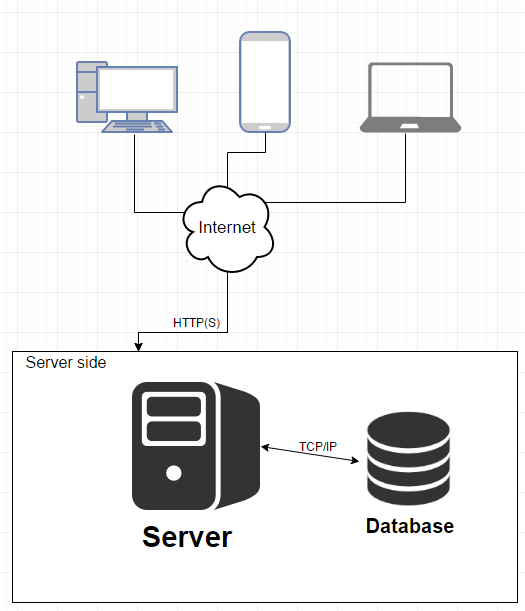 Internet
HTTP(S)
Server side
TCP/IP
Server
Database